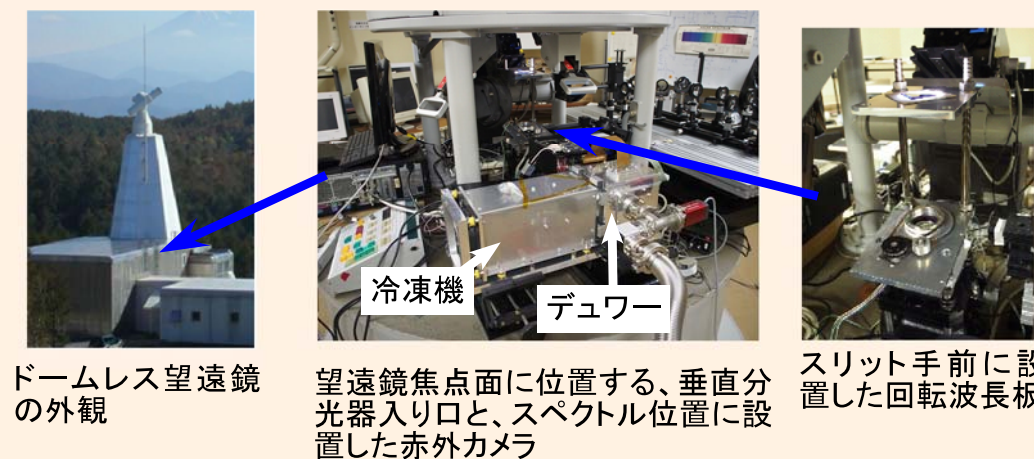 冷凍機
デュワー
ドームレス望遠鏡
の外観
望遠鏡焦点面に位置する、垂直分
光器入り口と、スペクトル位置に設
置した赤外カメラ
スリット手前に設
置した回転波長板